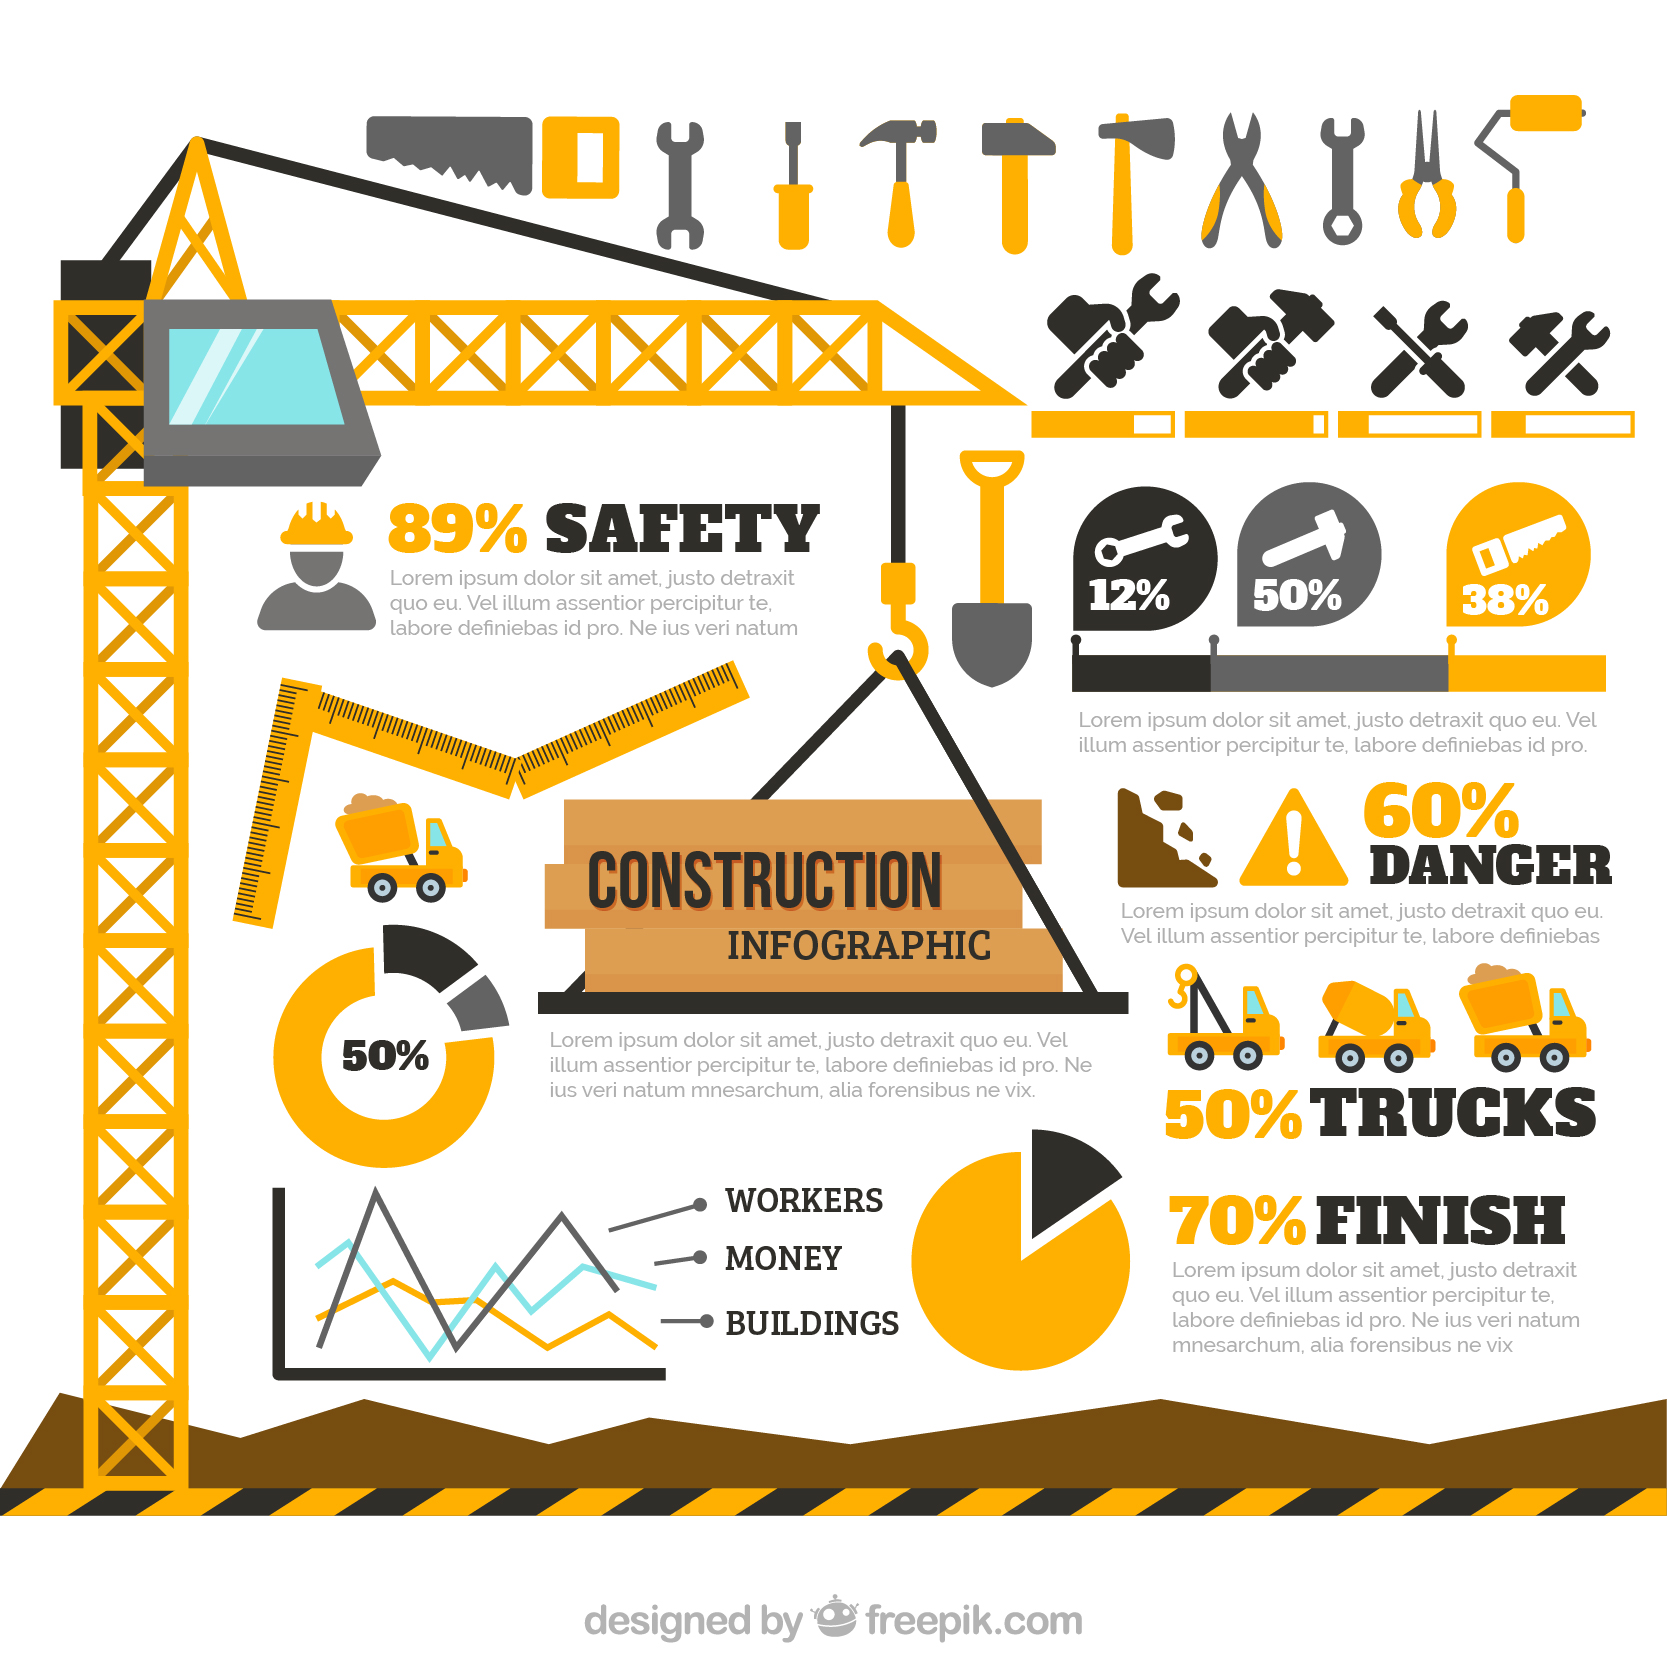 89% SAFETY
Lorem ipsum dolor sit amet, justo detraxit
quo eu. Vel illum assentior percipitur te,
labore definiebas id pro. Ne ius veri natum
12%
50%
38%
Lorem ipsum dolor sit amet, justo detraxit quo eu. Vel
illum assentior percipitur te, labore definiebas id pro.
60%
DANGER
Lorem ipsum dolor sit amet, justo detraxit quo eu.
Vel illum assentior percipitur te, labore definiebas
CONSTRUCTION
INFOGRAPHIC
Lorem ipsum dolor sit amet, justo detraxit quo eu. Vel
illum assentior percipitur te, labore definiebas id pro. Ne
ius veri natum mnesarchum, alia forensibus ne vix.
50%
50% TRUCKS
WORKERS
MONEY
BUILDINGS
70% FINISH
Lorem ipsum dolor sit amet, justo detraxit
quo eu. Vel illum assentior percipitur te,
labore definiebas id pro. Ne ius veri natum
mnesarchum, alia forensibus ne vix
designed by freepik.com